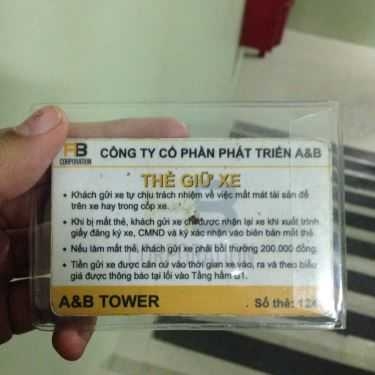 AB
CORPORATION
CÔNG TY CỔ PHẦN PHÁT TRIỂN A&B
THẺ GIỮ XE
• Khách gửi xe tự chịu trách nhiệm về việc mất mát tài sản để
trên xe hay trong cốp xe.
• Khi bị mất thẻ, khách gửi xe chỉ được nhận lại xe khi xuất trình
giấy đăng ký xe, CMND và ký xác nhận vào biên bản mất thẻ.
• Nếu làm mất thẻ, khách gửi xe phải bồi thường 200.000 đồng.
• Tiền gửi xe được căn cứ vào thời gian xe vào, ra và theo biểu
giá được thông báo tại lối vào Tầng hầm B1.
A&B TOWER
Số thẻ: 124